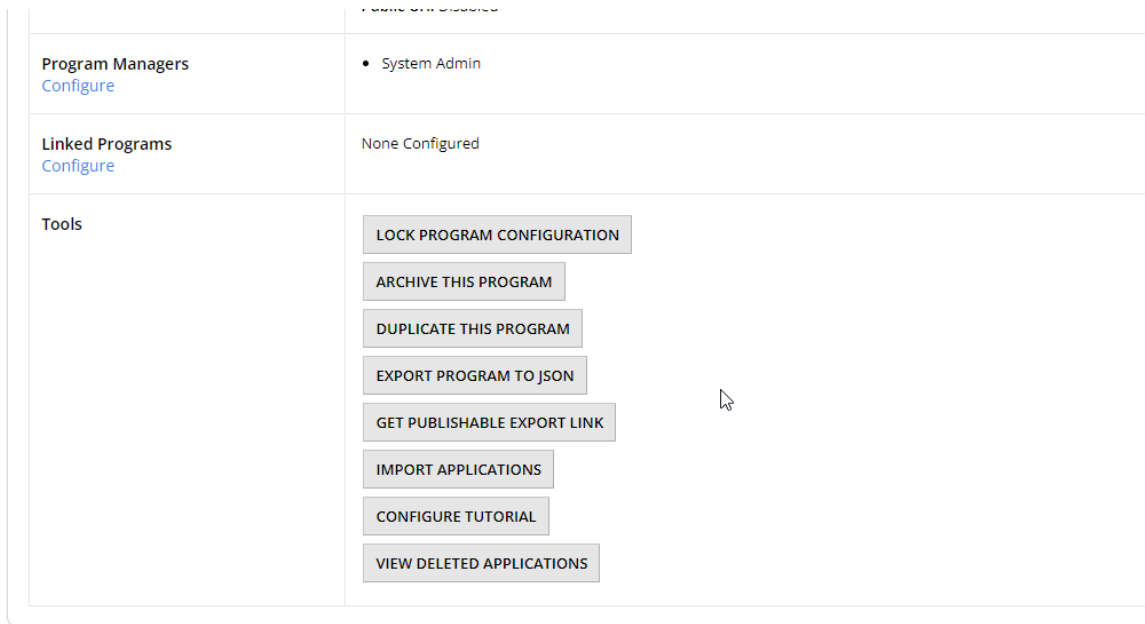 Disabled
Program Managers
Configure
• System Admin
Linked Programs
Configure
None Configured
Tools
LOCK PROGRAM CONFIGURATION
ARCHIVE THIS PROGRAM
DUPLICATE THIS PROGRAM
EXPORT PROGRAM TO JSON
GET PUBLISHABLE EXPORT LINK
IMPORT APPLICATIONS
CONFIGURE TUTORIAL
VIEW DELETED APPLICATIONS